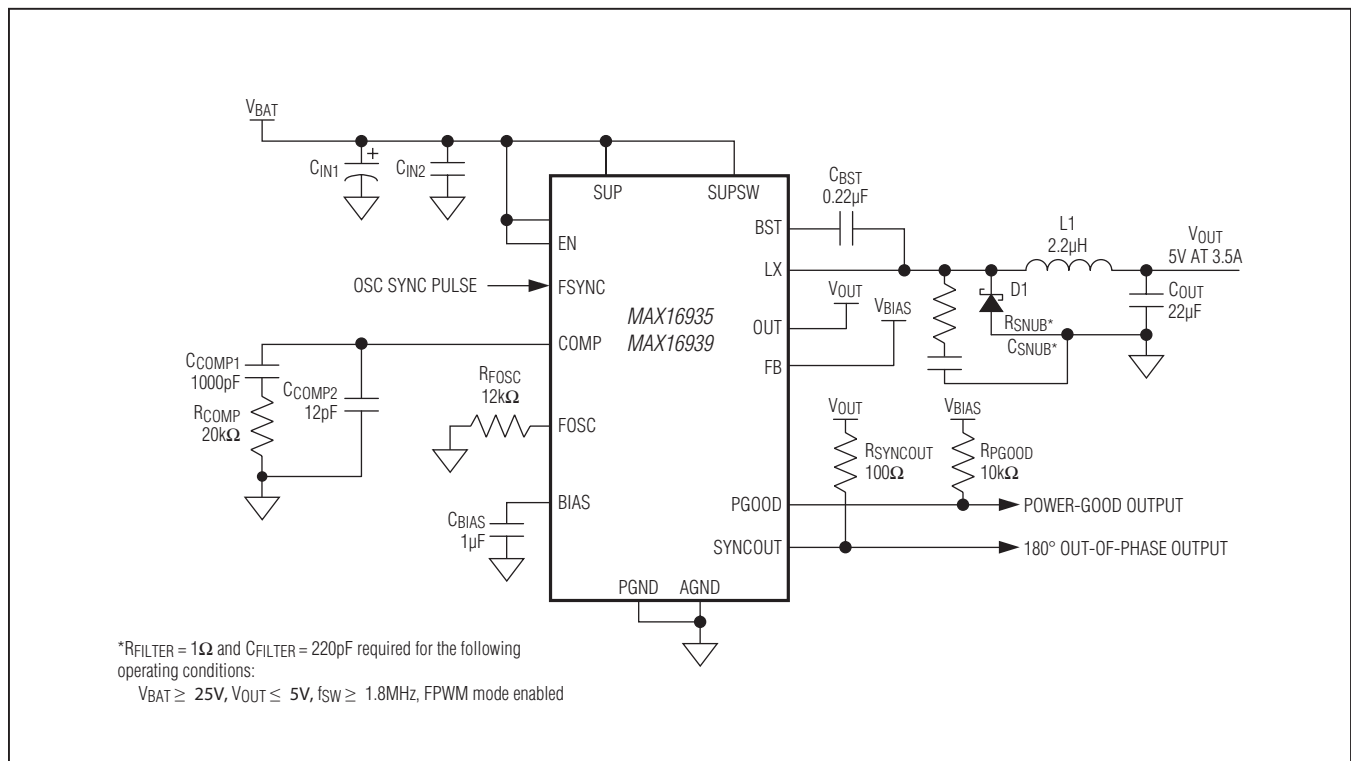 VBAT
CIN1
+
CIN2
SUP
SUPSW
CBST
0.22µF
BST
EN
L1
2.2µH
VOUT
5V AT 3.5A
LX
OSC SYNC PULSE
FSYNC
VOUT
VBIAS
D1
COUT
22µF
MAX16935
MAX16939
OUT
RSNUB*
CSNUB*
COMP
FB
CCOMP1
1000pF
CCOMP2
12pF
RCOMP
20kΩ
RFOSC
12kΩ
FOSC
VOUT
VBIAS
RSYNCOUT
100Ω
RPGOOD
10kΩ
BIAS
CBIAS
1µF
PGOOD
POWER-GOOD OUTPUT
SYNCOUT
180° OUT-OF-PHASE OUTPUT
PGND
AGND
*RFILTER = 1Ω and CFILTER = 220pF required for the following
operating conditions:
VBAT ≥ 25V, VOUT ≤ 5V, fSW ≥ 1.8MHz, FPWM mode enabled